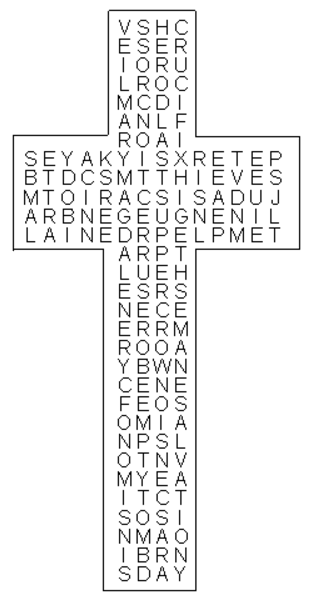 VSHC
ESER
IORU
LROC
MCDI
ANLF
ROAI
SEYAKYISXRETEP
BTDCSMTTHIEVES
MTOIRACSISADUJ
ARBNEGEUGNENIL
LAINEDRPELPMET
ARPT
LUEH
ESRS
NECE
ERRM
ROOA
YBWN
CENE
FEOS
OMIA
NPSL
OTNV
MYEA
ITCT
SOSI
NMAO
IBRN
SDAY